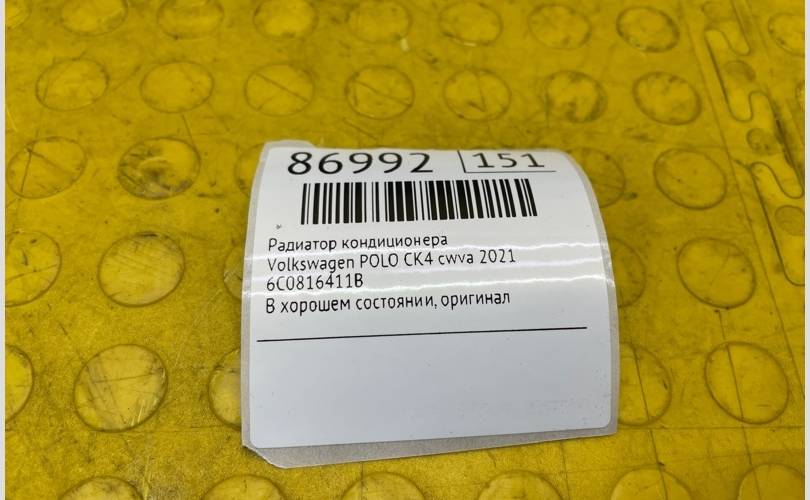 86992 151
Радиатор кондиционера
Volkswagen POLO CK4 cwva 2021
6C0816411B
В хорошем состоянии, оригинал